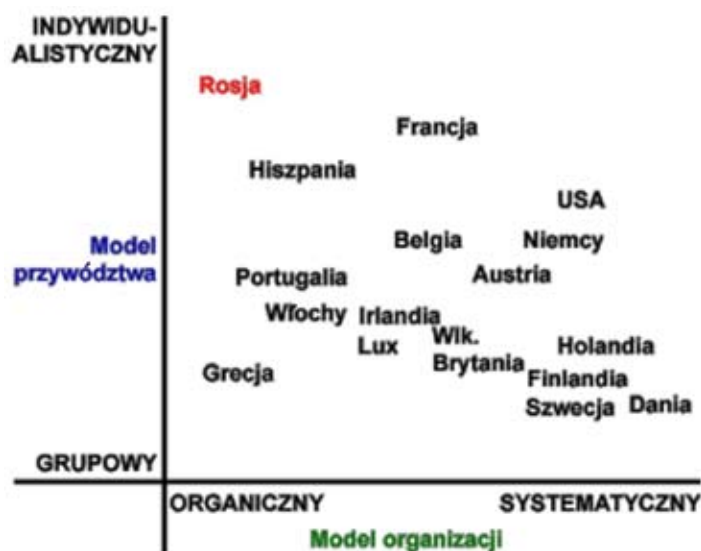 INDYWIDU-
ALISTYCZNY
Rosja
Francja
Hiszpania
USA
Model
przywództwa
Belgia
Niemcy
Portugalia
Austria
Włochy
Irlandia
Lux
Wlk.
Brytania
Holandia
Grecja
Finlandia
Szwecja
Dania
GRUPOWY
ORGANICZNY
SYSTEMATYCZNY
Model organizacji